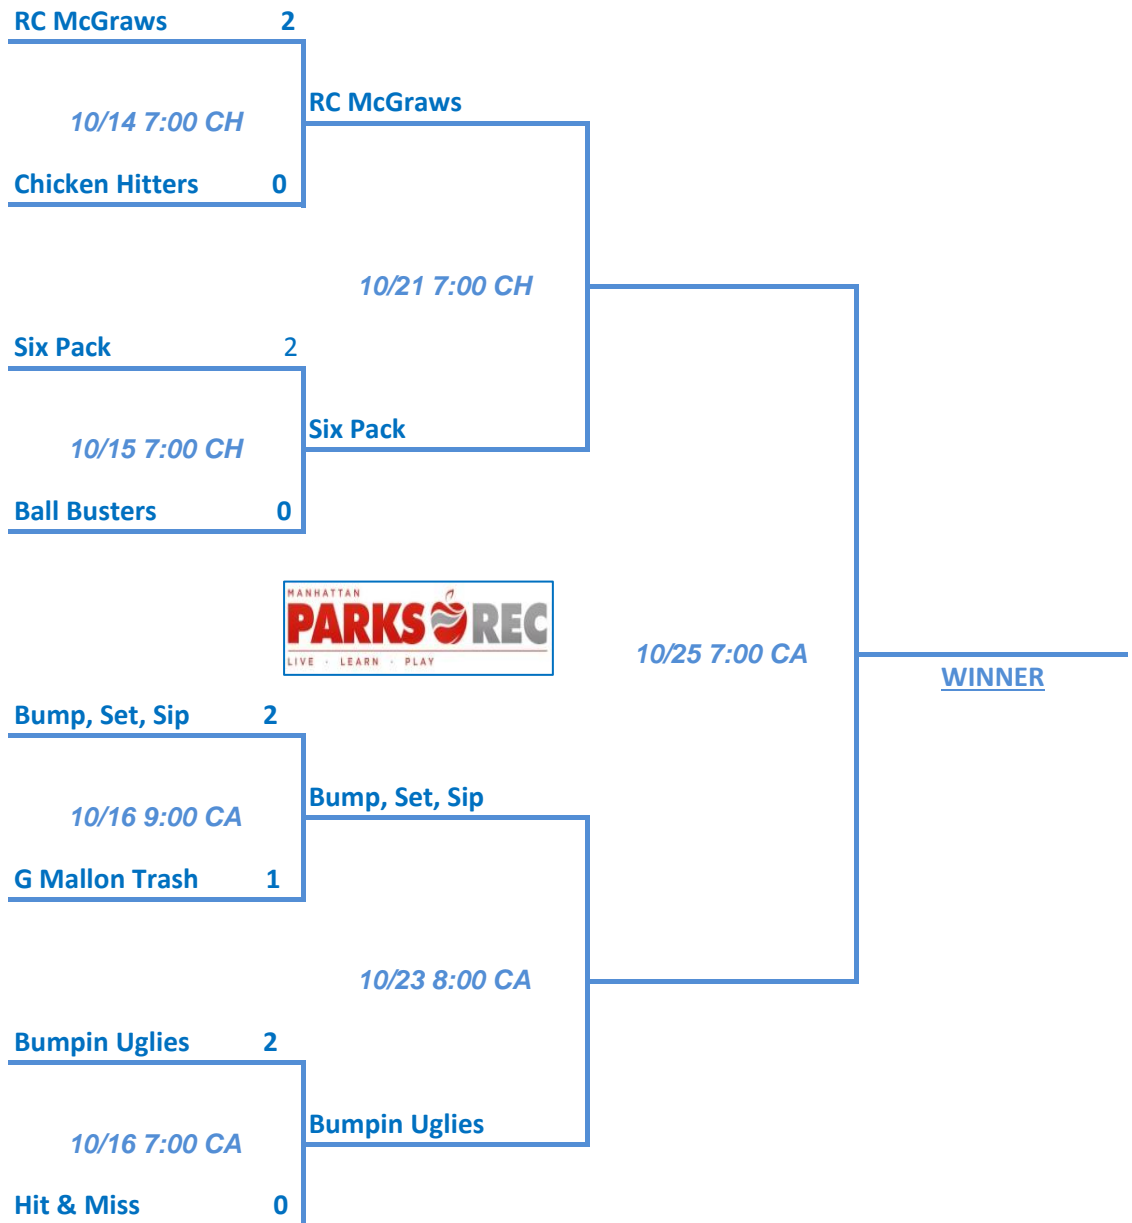 RC McGraws 2
RC McGraws
10/14 7:00 CH
Chicken Hitters 0
10/21 7:00 CH
Six Pack 2
Six Pack
10/15 7:00 CH
Ball Busters 0
MANHATTAN
PARKS REC
LIVE · LEARN · PLAY
10/25 7:00 CA
WINNER
Bump, Set, Sip 2
Bump, Set, Sip
10/16 9:00 CA
G Mallon Trash 1
10/23 8:00 CA
Bumpin Uglies 2
Bumpin Uglies
10/16 7:00 CA
Hit & Miss 0